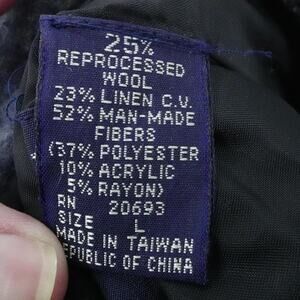 25%
REPROCESSED
WOOL
23% LINEN C.V.
52% MAN-MADE
FIBERS
(37% POLYESTER
10% ACRYLIC
5% RAYON)
RN 20693
SIZE L
MADE IN TAIWAN
EPUBLIC OF CHINA